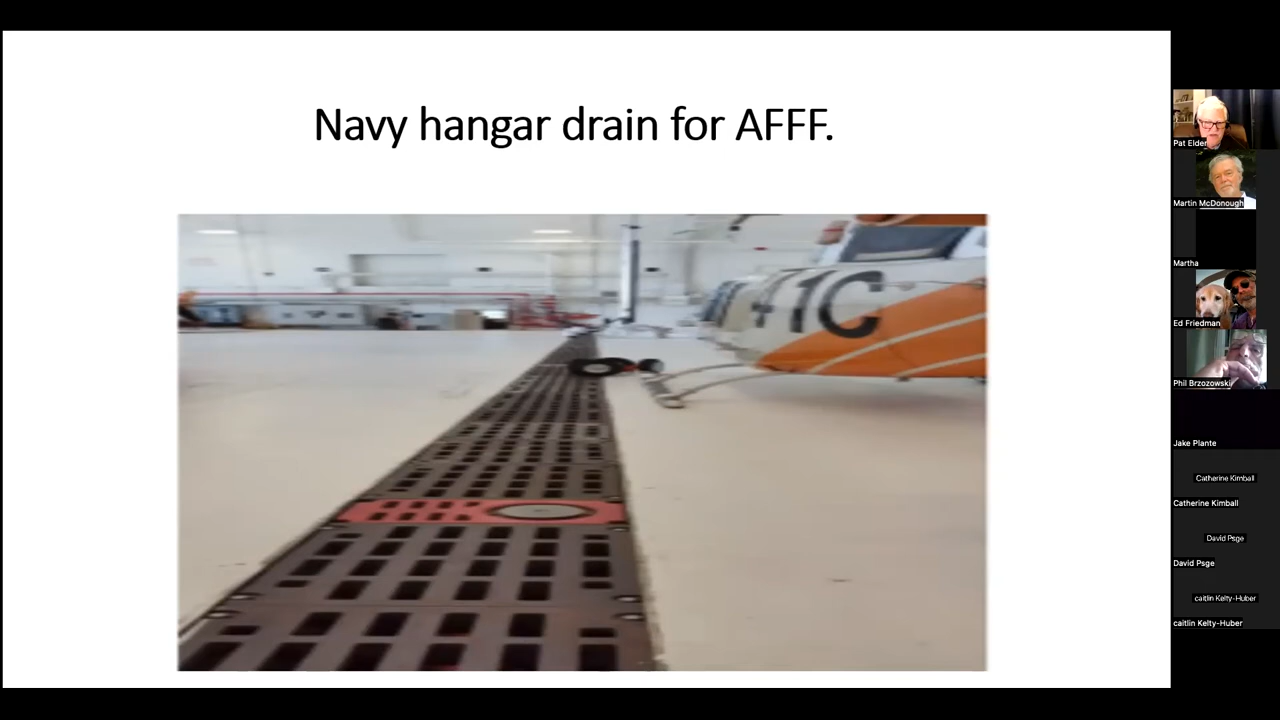 Navy hangar drain for AFFF.
41C
Pat Elder
Martin McDonough
Martha
Ed Friedman
Phil Brzozowski
Jake Plante
Catherine Kimball
Catherine Kimball
David Psge
David Psge
caitlin Kelty-Huber
caitlin Kelty-Huber